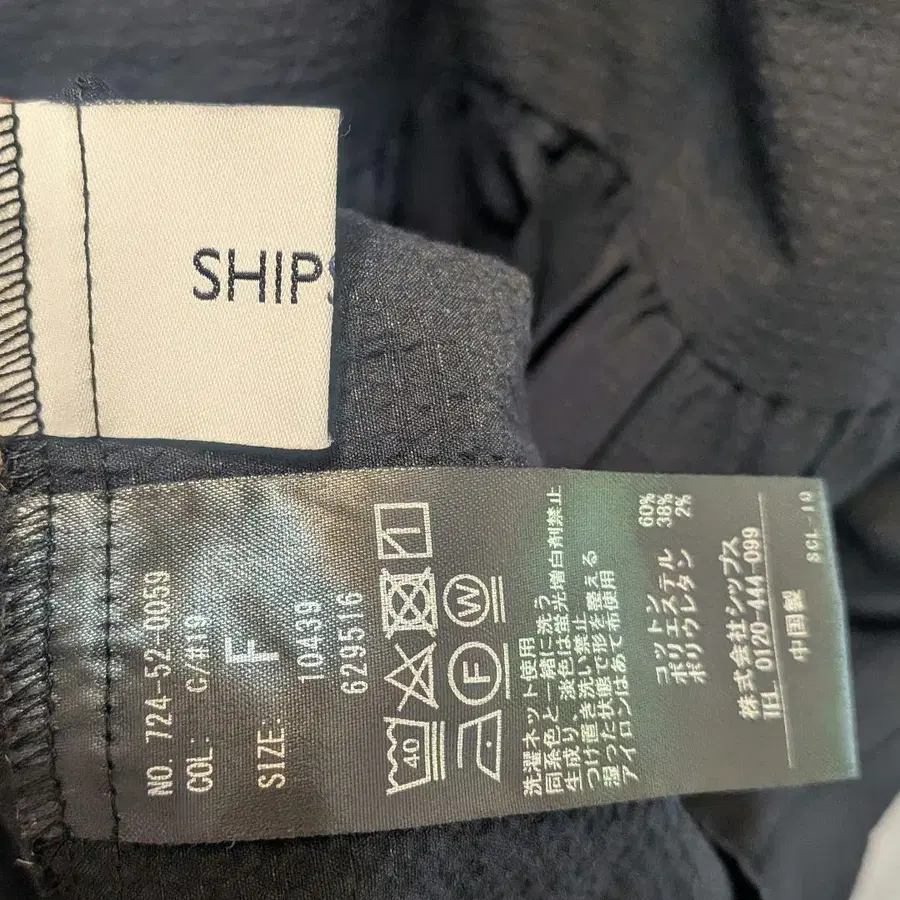 SHIPS
NO. 724-52-0059
COL: C/#19
SIZE: F
10439
629516
40
W
F
洗濯ネット使用
同系色と一緒に洗う
生成り、淡色は蛍光増白剤禁止
つけ置き洗い禁止
湿った状態で形を整える
アイロンはあて布使用
コットン 60%
ポリエステル 38%
ポリウレタン 2%
株式会社シップス
TEL 0120-444-099
中国製
SCL-10